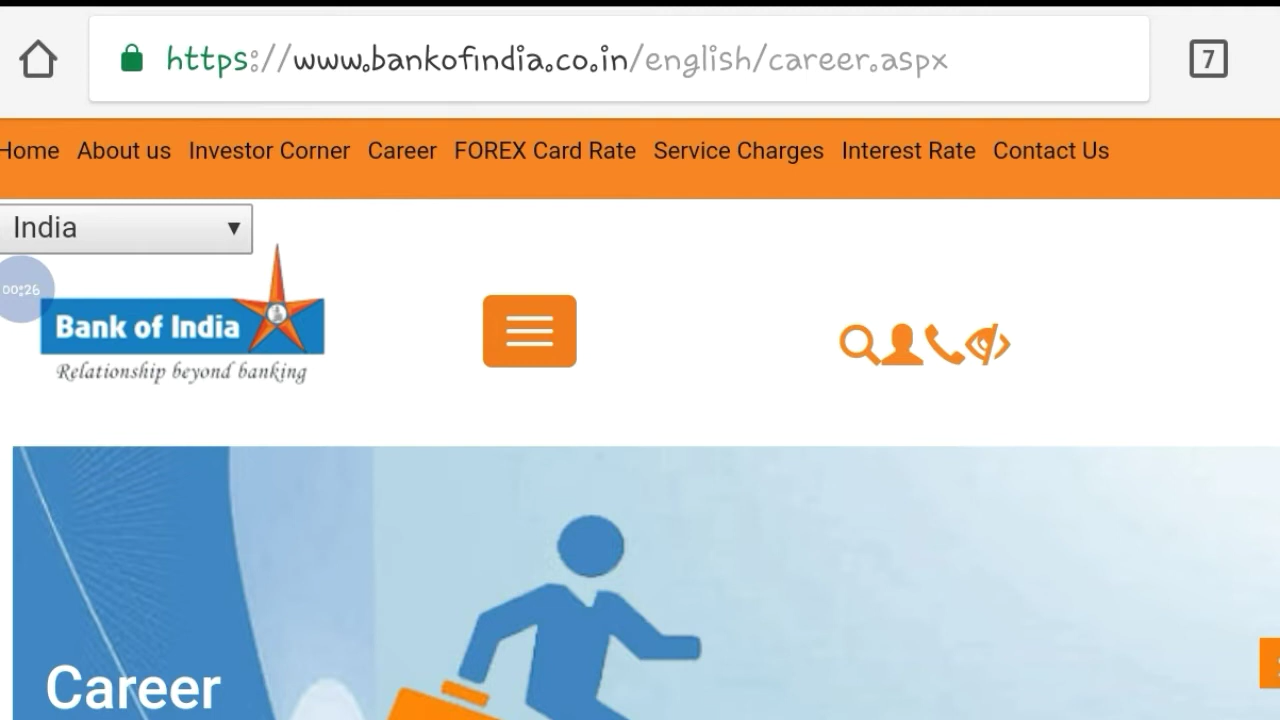 https://www.bankofindia.co.in/english/career.aspx
7
Home About us Investor Corner Career FOREX Card Rate Service Charges Interest Rate Contact Us
India
00:26
Bank of India
Relationship beyond banking
Career